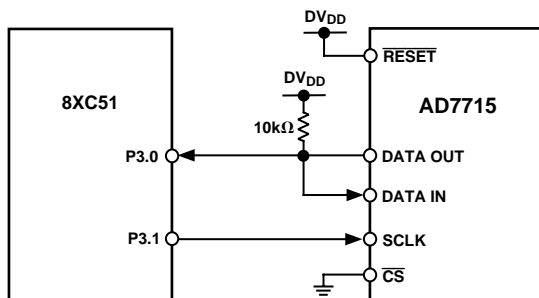 DVDD
RESET
DVDD
8XC51
AD7715
10kΩ
P3.0
DATA OUT
DATA IN
P3.1
SCLK
CS